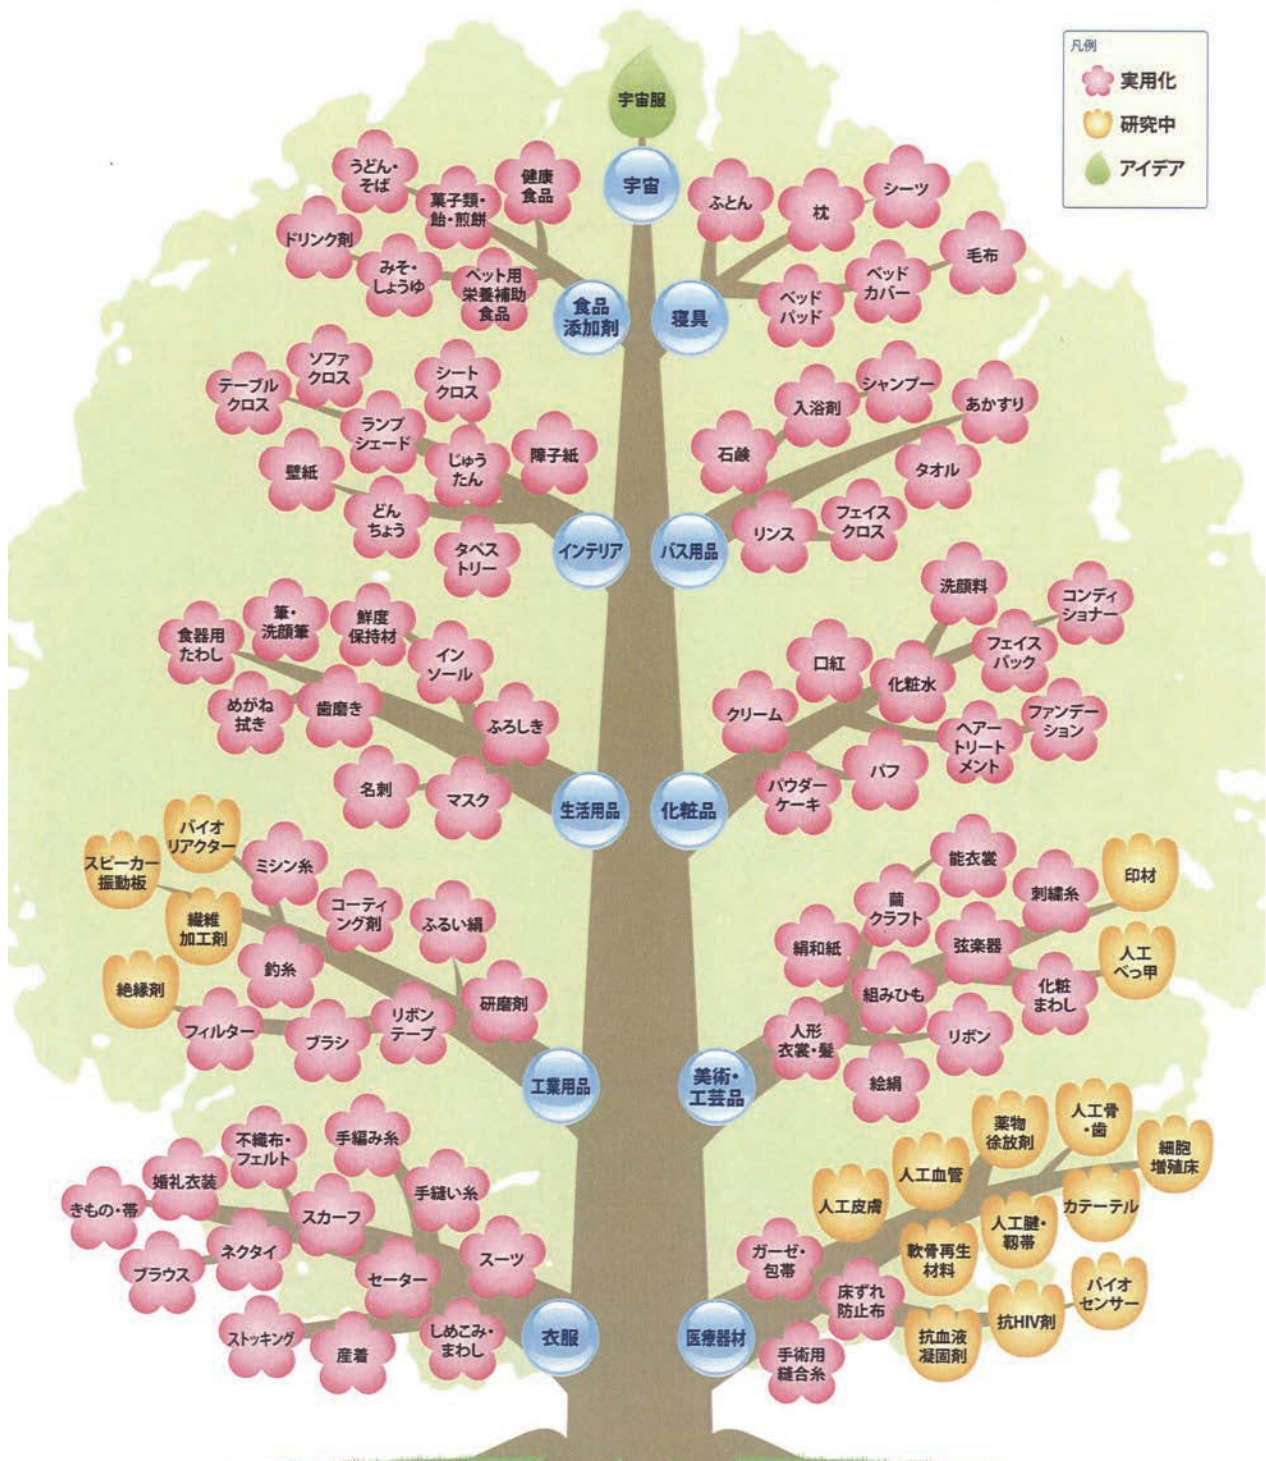 凡例
実用化
研究中
アイデア
宇宙服
宇宙
うどん・
そば
菓子類・
飴・煎餅
健康
食品
ドリンク剤
みそ・
しょうゆ
ペット用
栄養補助
食品
食品
添加剤
ふとん
枕
シーツ
ベッド
パッド
ベッド
カバー
毛布
寝具
テーブル
クロス
ソファ
クロス
シート
クロス
ランプ
シェード
じゅう
たん
障子紙
壁紙
どん
ちょう
タペス
トリー
インテリア
石鹸
入浴剤
シャンプー
あかすり
タオル
リンス
フェイス
クロス
バス用品
食器用
たわし
筆・
洗顔筆
鮮度
保持材
イン
ソール
めがね
拭き
歯磨き
ふろしき
名刺
マスク
生活用品
洗顔料
コンディ
ショナー
口紅
化粧水
フェイス
パック
クリーム
ヘアー
トリート
メント
ファンデー
ション
パウダー
ケーキ
パフ
化粧品
スピーカー
振動板
バイオ
リアクター
ミシン糸
繊維
加工剤
コーティ
ング剤
ふるい絹
絶縁剤
釣糸
フィルター
ブラシ
リボン
テープ
研磨剤
工業用品
能衣裳
繭
クラフト
刺繍糸
印材
絹和紙
弦楽器
人工
べっ甲
組みひも
化粧
まわし
人形
衣裳・髪
リボン
絵絹
美術・
工芸品
きもの・帯
婚礼衣装
不織布・
フェルト
手編み糸
スカーフ
手縫い糸
ブラウス
ネクタイ
セーター
スーツ
ストッキング
産着
しめこみ・
まわし
衣服
人工皮膚
人工血管
薬物
徐放剤
人工骨
・歯
細胞
増殖床
ガーゼ・
包帯
軟骨再生
材料
人工腱・
靱帯
カテーテル
床ずれ
防止布
抗血液
凝固剤
抗HIV剤
バイオ
センサー
手術用
縫合糸
医療器材